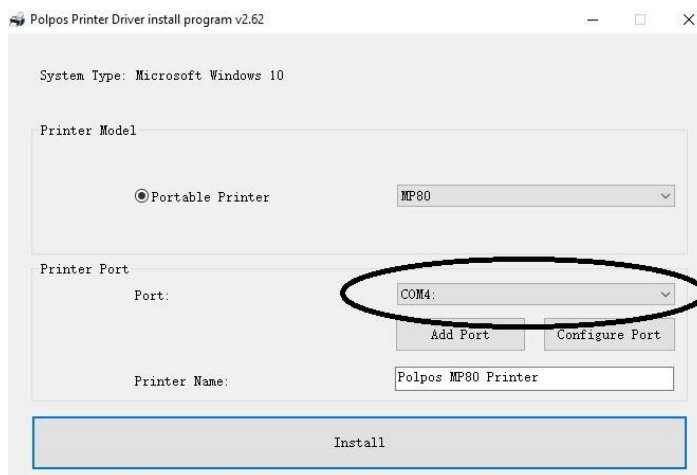 Polpos Printer Driver install program v2.62
System Type: Microsoft Windows 10
Printer Model
Portable Printer
MP80
Printer Port
Port:
COM4:
Add Port
Configure Port
Printer Name:
Polpos MP80 Printer
Install